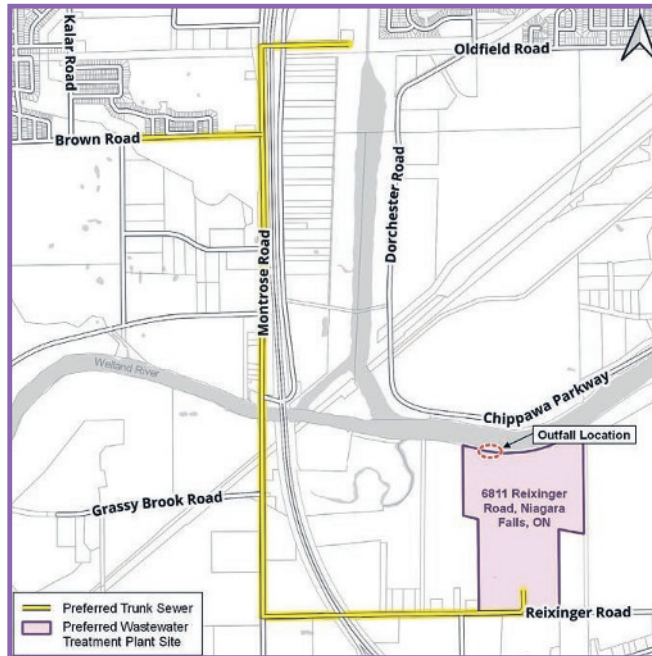 Kalar Road
Oldfield Road
Brown Road
Dorchester Road
Montrose Road
Welland River
Chippawa Parkway
Outfall Location
6811 Reixinger
Road, Niagara
Falls, ON
Grassy Brook Road
Preferred Trunk Sewer
Preferred Wastewater
Treatment Plant Site
Reixinger Road